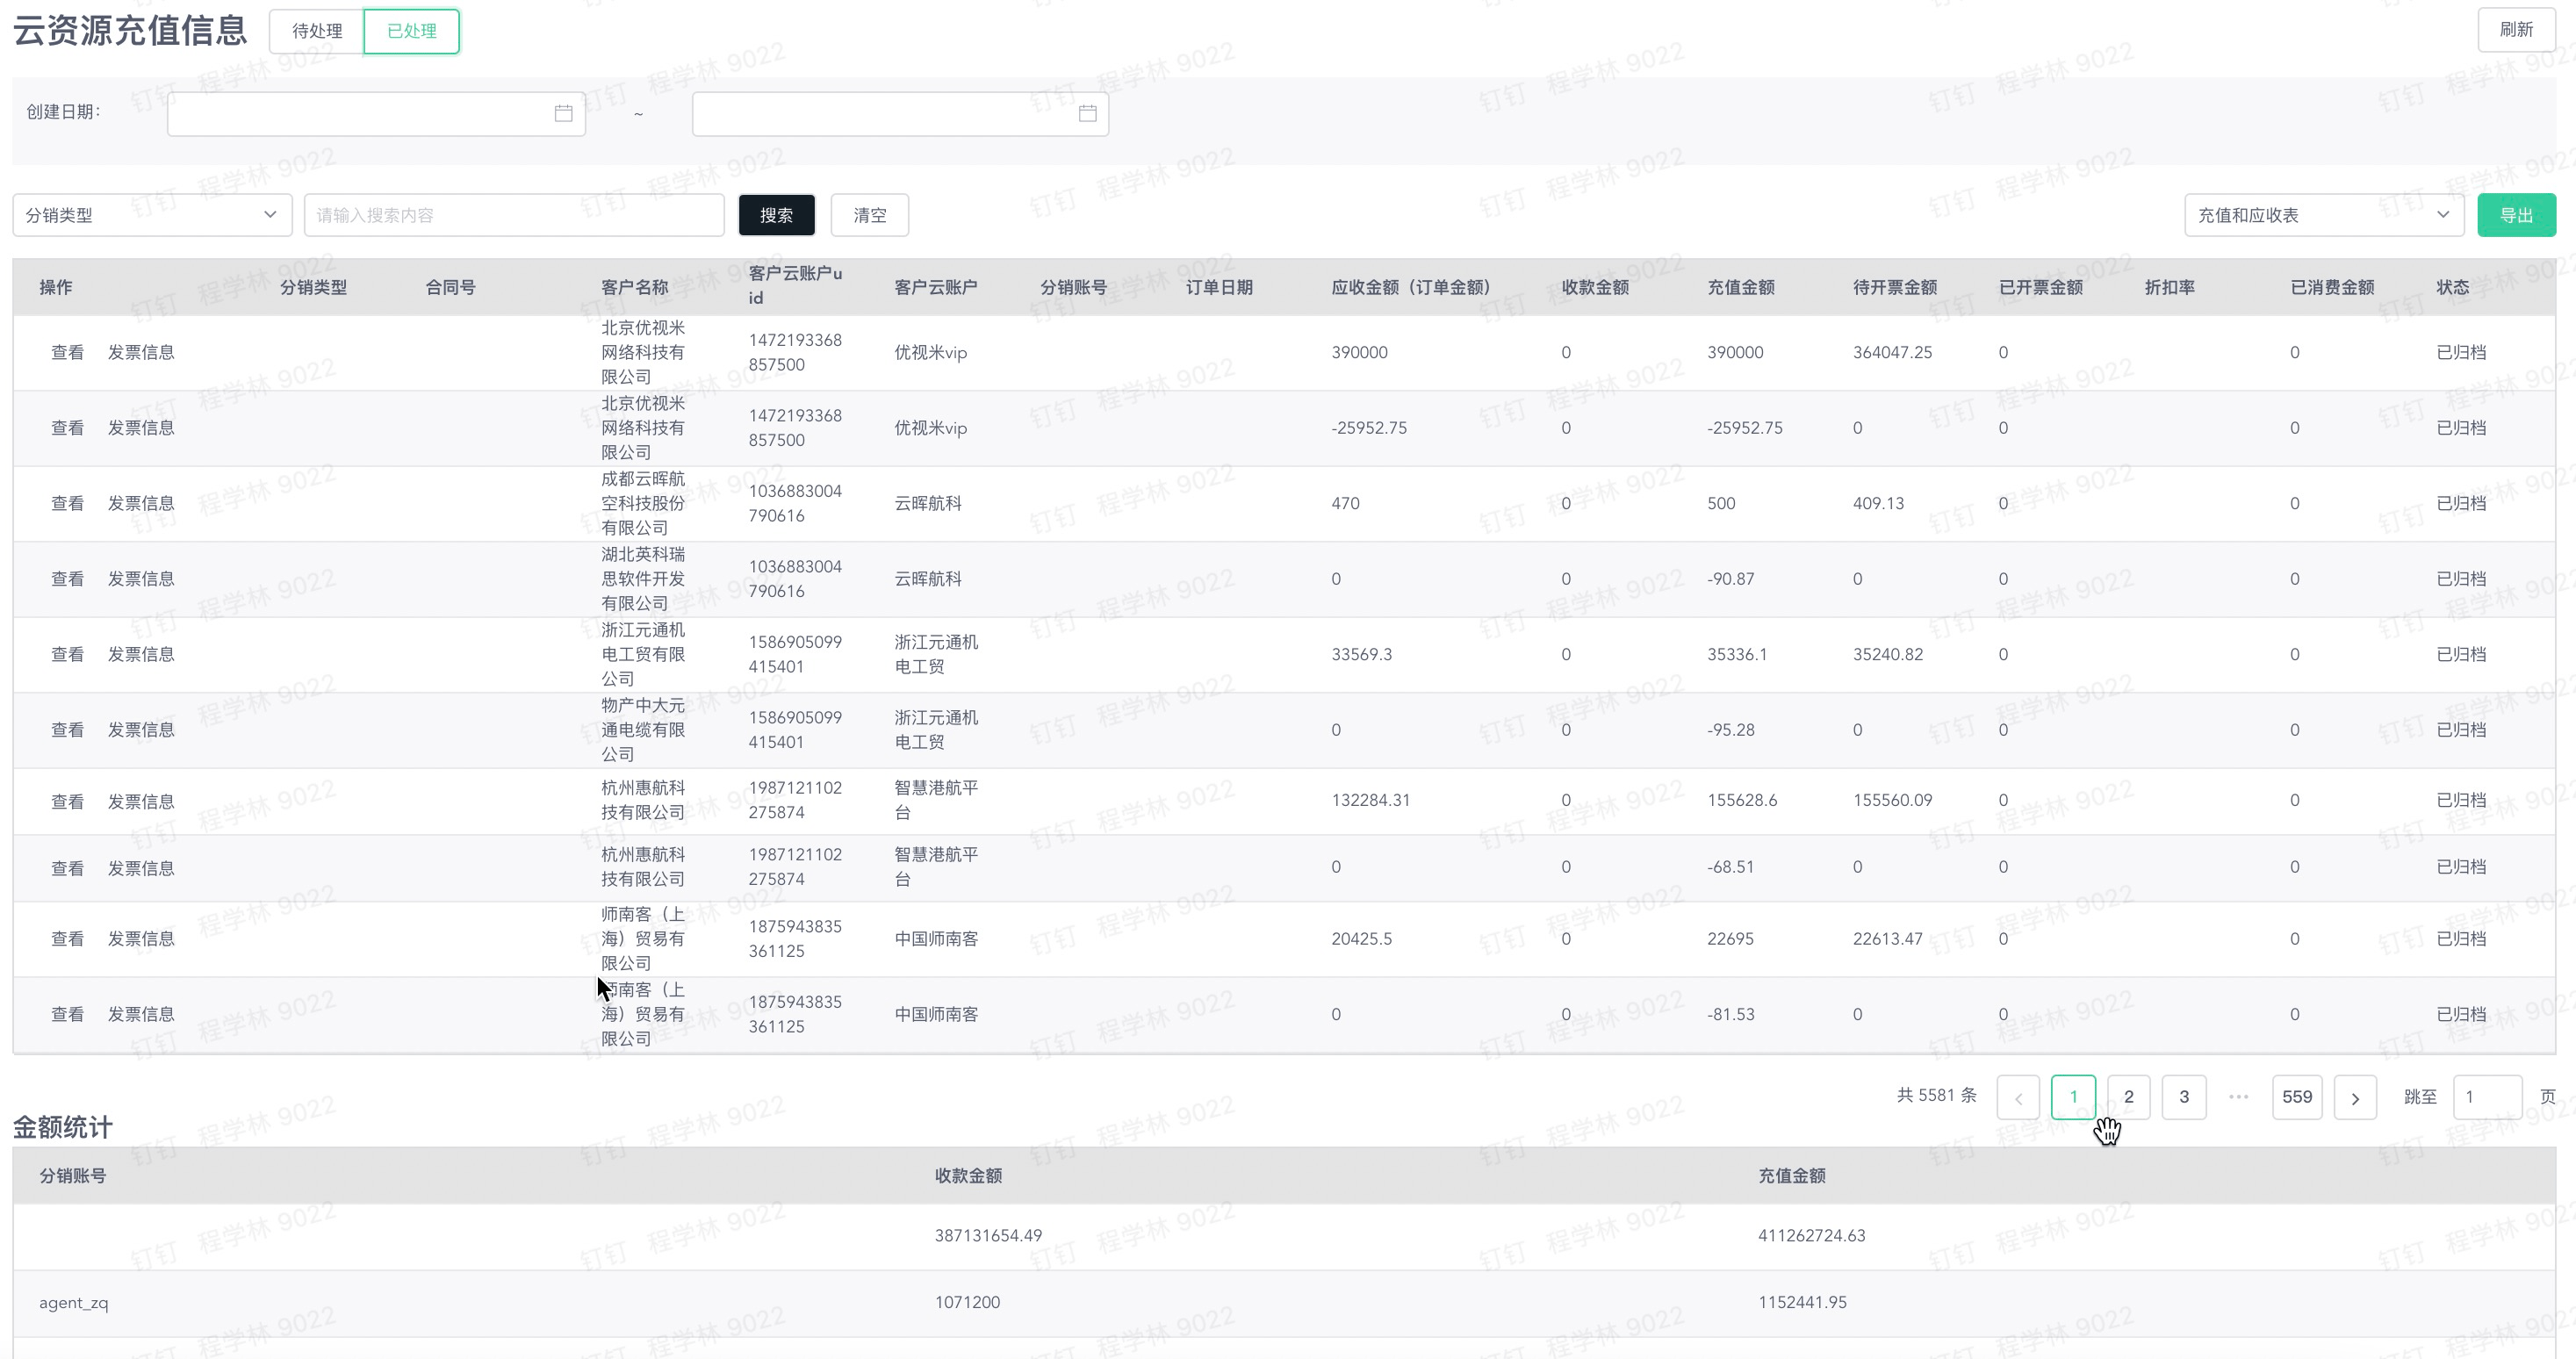 云资源充值信息 待处理 已处理 刷新
创建日期： ~
分销类型 请输入搜索内容 搜索 清空 充值和应收表 导出
操作 分销类型 合同号 客户名称 客户云账户uid 客户云账户 分销账号 订单日期 应收金额（订单金额） 收款金额 充值金额 待开票金额 已开票金额 折扣率 已消费金额 状态
查看 发票信息 北京优视米网络科技有限公司 1472193368857500 优视米vip 390000 0 390000 364047.25 0 0 已归档
查看 发票信息 北京优视米网络科技有限公司 1472193368857500 优视米vip -25952.75 0 -25952.75 0 0 0 已归档
查看 发票信息 成都云晖航空科技股份有限公司 1036883004790616 云晖航科 470 0 500 409.13 0 0 已归档
查看 发票信息 湖北英科瑞思软件开发有限公司 1036883004790616 云晖航科 0 0 -90.87 0 0 0 已归档
查看 发票信息 浙江元通机电工贸有限公司 1586905099415401 浙江元通机电工贸 33569.3 0 35336.1 35240.82 0 0 已归档
查看 发票信息 物产中大元通电缆有限公司 1586905099415401 浙江元通机电工贸 0 0 -95.28 0 0 0 已归档
查看 发票信息 杭州惠航科技有限公司 1987121102275874 智慧港航平台 132284.31 0 155628.6 155560.09 0 0 已归档
查看 发票信息 杭州惠航科技有限公司 1987121102275874 智慧港航平台 0 0 -68.51 0 0 0 已归档
查看 发票信息 师南客（上海）贸易有限公司 1875943835361125 中国师南客 20425.5 0 22695 22613.47 0 0 已归档
查看 发票信息 师南客（上海）贸易有限公司 1875943835361125 中国师南客 0 0 -81.53 0 0 0 已归档
共 5581 条 1 2 3 ••• 559 跳至 1 页
金额统计
分销账号 收款金额 充值金额
387131654.49 411262724.63
agent_zq 1071200 1152441.95
钉钉 程学林 9022